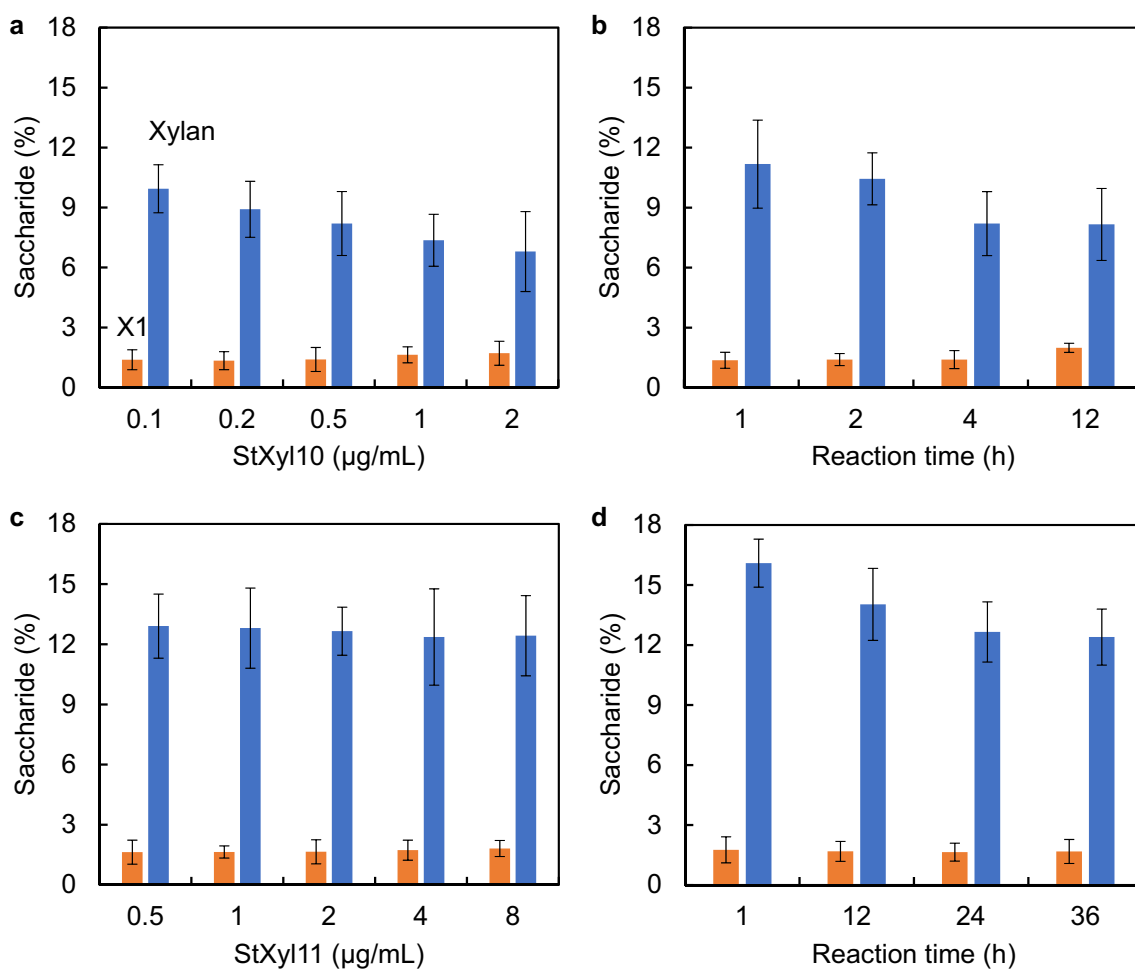 a
Saccharide (%)
18
15
12
9
6
3
0
Xylan
X1
0.1 0.2 0.5 1 2
StXyl10 (µg/mL)
b
Saccharide (%)
18
15
12
9
6
3
0
1 2 4 12
Reaction time (h)
c
Saccharide (%)
18
15
12
9
6
3
0
0.5 1 2 4 8
StXyl11 (µg/mL)
d
Saccharide (%)
18
15
12
9
6
3
0
1 12 24 36
Reaction time (h)